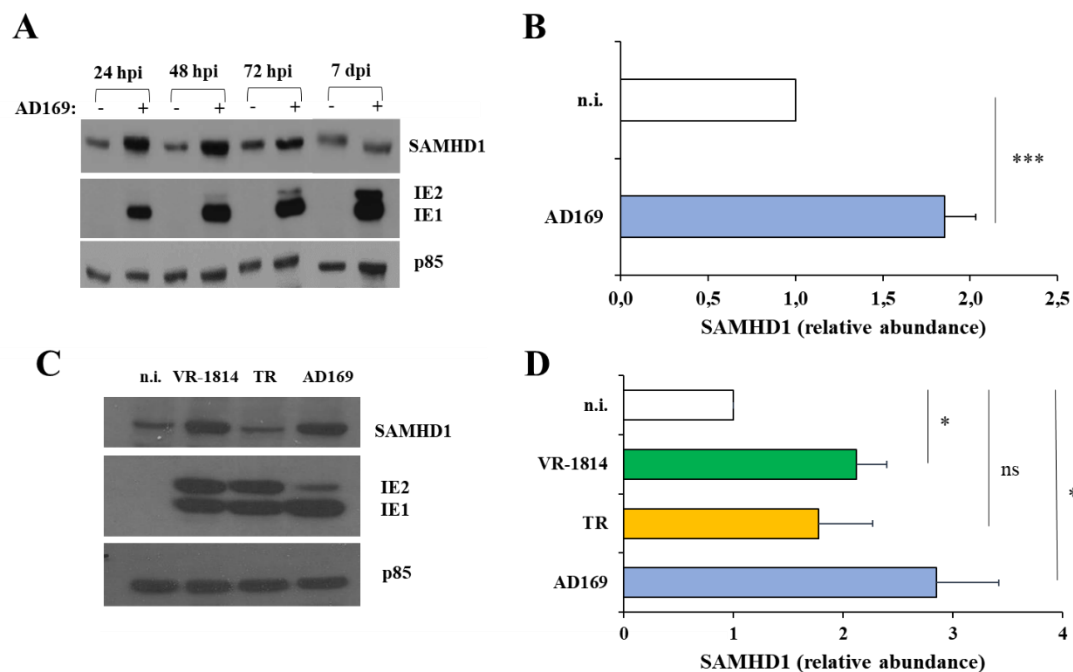 A
24 hpi 48 hpi 72 hpi 7 dpi
AD169: - + - + - + - +
SAMHD1
IE2
IE1
p85
B
n.i.
***
AD169
0,0 0,5 1,0 1,5 2,0 2,5
SAMHD1 (relative abundance)
C
n.i. VR-1814 TR AD169
SAMHD1
IE2
IE1
p85
D
n.i.
*
VR-1814
ns
*
TR
AD169
0 1 2 3 4
SAMHD1 (relative abundance)